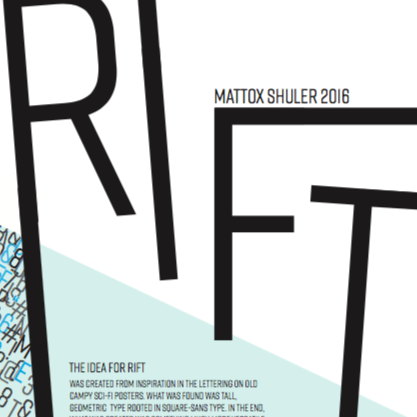 RIFT
MATTOX SHULER 2016
THE IDEA FOR RIFT
WAS CREATED FROM INSPIRATION IN THE LETTERING ON OLD
CAMPY SCI-FI POSTERS. WHAT WAS FOUND WAS TALL,
GEOMETRIC TYPE ROOTED IN SQUARE-SANS TYPE. IN THE END,